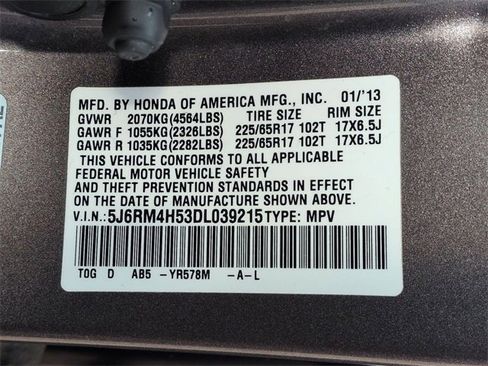 MFD. BY HONDA OF AMERICA MFG., INC. 01/'13
GVWR 2070KG(4564LBS) TIRE SIZE RIM SIZE
GAWR F 1055KG(2326LBS) 225/65R17 102T 17X6.5J
GAWR R 1035KG(2282LBS) 225/65R17 102T 17X6.5J
THIS VEHICLE CONFORMS TO ALL APPLICABLE
FEDERAL MOTOR VEHICLE SAFETY
AND THEFT PREVENTION STANDARDS IN EFFECT
ON THE DATE OF MANUFACTURE SHOWN ABOVE.
V.I.N.: 5J6RM4H53DL039215 TYPE: MPV
TOG D AB5 -YR578M -A-L